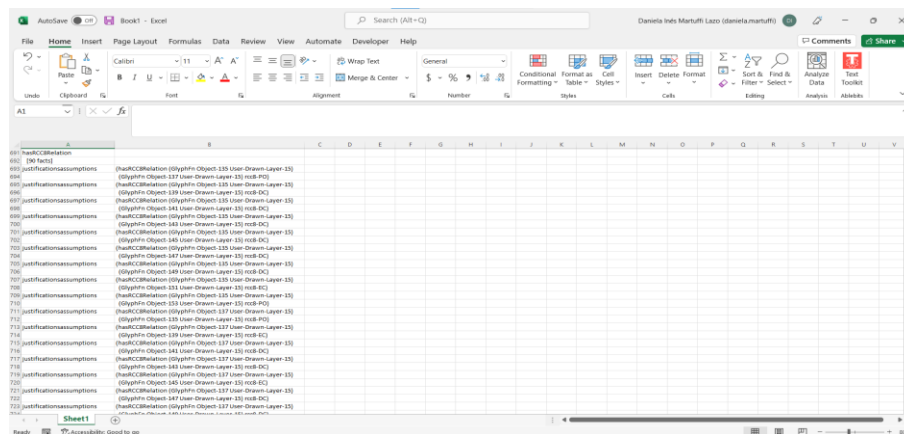 AutoSave Off Book1 - Excel Search (Alt+Q) Daniela Inés Martuffi Lazo (daniela.martuffi) DI
File Home Insert Page Layout Formulas Data Review View Automate Developer Help Comments Share
Calibri 11 A^ A˅ Wrap Text General
Paste B I U Merge & Center $ % 9 Conditional Formatting Format as Table Cell Styles Insert Delete Format Sort & Filter Find & Select Analyze Data Text Toolkit
Undo Clipboard Font Alignment Number Styles Cells Editing Analysis Ablebits
A1 fx
A B C D E F G H I J K L M N O P Q R S T U V
691 hasRCC8Relation
692 [90 facts]
693 justificationsassumptions (hasRCC8Relation (GlyphFn Object-135 User-Drawn-Layer-15)
694 (GlyphFn Object-137 User-Drawn-Layer-15) rcc8-PO)
695 justificationsassumptions (hasRCC8Relation (GlyphFn Object-135 User-Drawn-Layer-15)
696 (GlyphFn Object-139 User-Drawn-Layer-15) rcc8-DC)
697 justificationsassumptions (hasRCC8Relation (GlyphFn Object-135 User-Drawn-Layer-15)
698 (GlyphFn Object-141 User-Drawn-Layer-15) rcc8-DC)
699 justificationsassumptions (hasRCC8Relation (GlyphFn Object-135 User-Drawn-Layer-15)
700 (GlyphFn Object-143 User-Drawn-Layer-15) rcc8-DC)
701 justificationsassumptions (hasRCC8Relation (GlyphFn Object-135 User-Drawn-Layer-15)
702 (GlyphFn Object-145 User-Drawn-Layer-15) rcc8-DC)
703 justificationsassumptions (hasRCC8Relation (GlyphFn Object-135 User-Drawn-Layer-15)
704 (GlyphFn Object-147 User-Drawn-Layer-15) rcc8-DC)
705 justificationsassumptions (hasRCC8Relation (GlyphFn Object-135 User-Drawn-Layer-15)
706 (GlyphFn Object-149 User-Drawn-Layer-15) rcc8-DC)
707 justificationsassumptions (hasRCC8Relation (GlyphFn Object-135 User-Drawn-Layer-15)
708 (GlyphFn Object-151 User-Drawn-Layer-15) rcc8-EC)
709 justificationsassumptions (hasRCC8Relation (GlyphFn Object-135 User-Drawn-Layer-15)
710 (GlyphFn Object-153 User-Drawn-Layer-15) rcc8-PO)
711 justificationsassumptions (hasRCC8Relation (GlyphFn Object-137 User-Drawn-Layer-15)
712 (GlyphFn Object-135 User-Drawn-Layer-15) rcc8-PO)
713 justificationsassumptions (hasRCC8Relation (GlyphFn Object-137 User-Drawn-Layer-15)
714 (GlyphFn Object-139 User-Drawn-Layer-15) rcc8-EC)
715 justificationsassumptions (hasRCC8Relation (GlyphFn Object-137 User-Drawn-Layer-15)
716 (GlyphFn Object-141 User-Drawn-Layer-15) rcc8-DC)
717 justificationsassumptions (hasRCC8Relation (GlyphFn Object-137 User-Drawn-Layer-15)
718 (GlyphFn Object-143 User-Drawn-Layer-15) rcc8-DC)
719 justificationsassumptions (hasRCC8Relation (GlyphFn Object-137 User-Drawn-Layer-15)
720 (GlyphFn Object-145 User-Drawn-Layer-15) rcc8-EC)
721 justificationsassumptions (hasRCC8Relation (GlyphFn Object-137 User-Drawn-Layer-15)
722 (GlyphFn Object-147 User-Drawn-Layer-15) rcc8-DC)
723 justificationsassumptions (hasRCC8Relation (GlyphFn Object-137 User-Drawn-Layer-15)
Sheet1
Ready Accessibility: Good to go